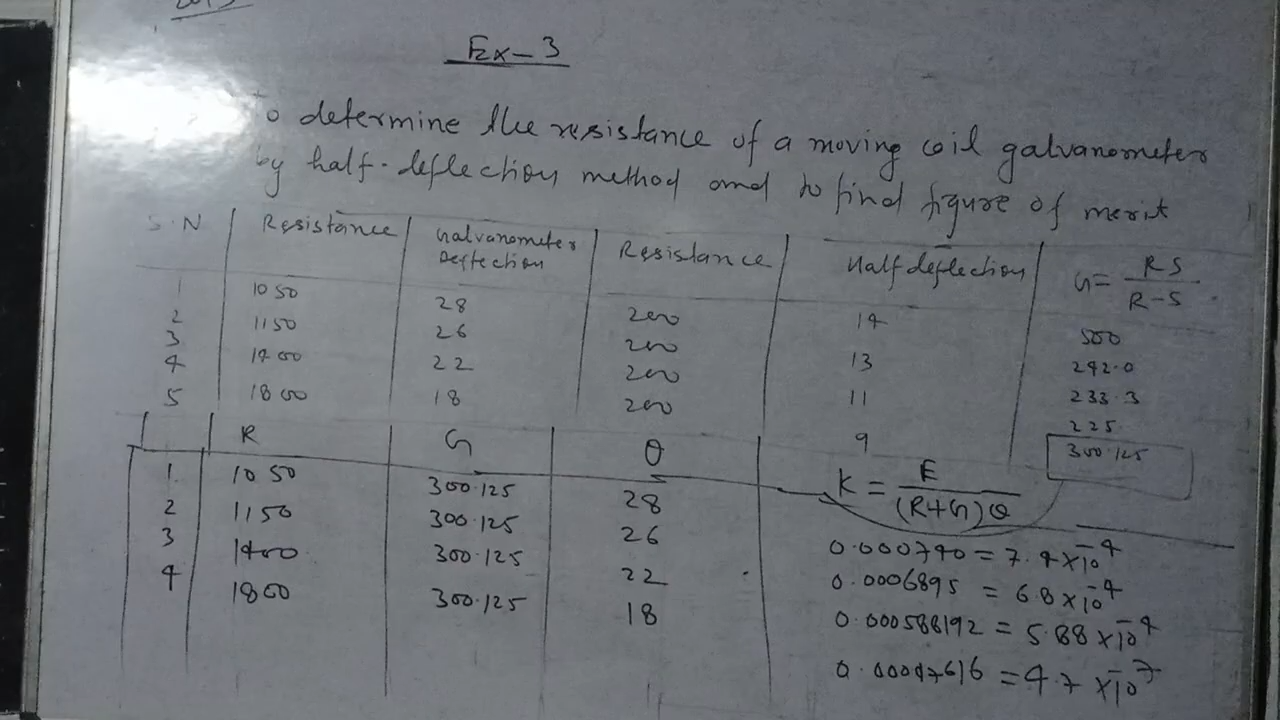 Ex-3
To determine the resistance of a moving coil galvanometer
by half-deflection method and to find figure of merit
S.N Resistance Galvanometer Deflection Resistance Half deflection G = RS / R-S
1 1050 28 200 14 500
2 1150 26 200 13 242.0
3 1400 22 200 11 233.3
4 1800 18 200 9 225
5 300.125
R G θ K = E / (R+G)θ
1. 1050 300.125 28 0.000740 = 7.4×10⁻⁴
2 1150 300.125 26 0.0006895 = 6.8×10⁻⁴
3 1400 300.125 22 0.000588192 = 5.88×10⁻⁴
4 1800 300.125 18 0.00047616 = 4.7×10⁻⁷